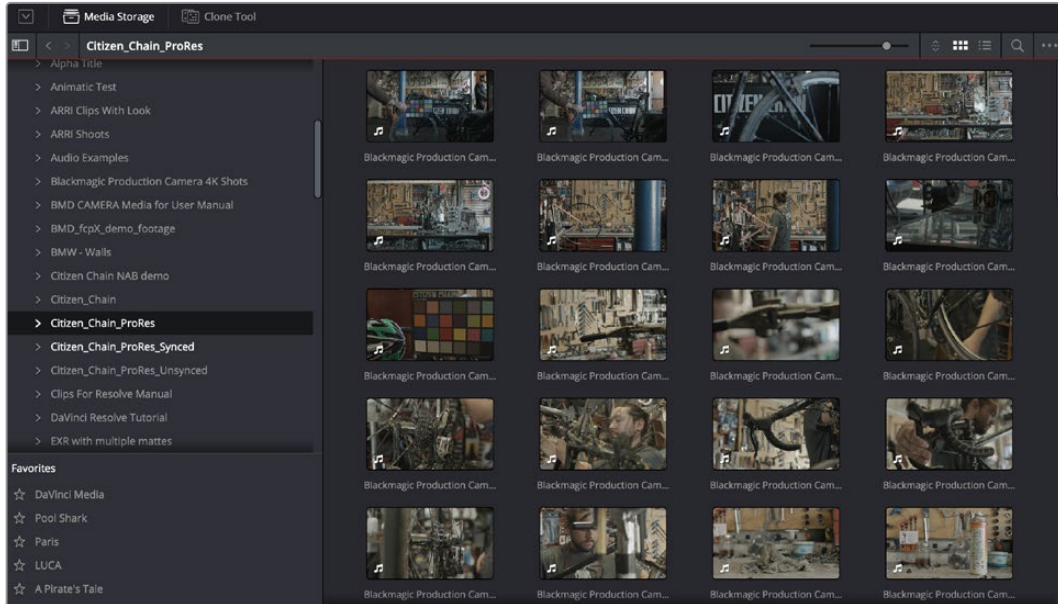 Media Storage
Clone Tool
Citizen_Chain_ProRes
Alpha Title
Animatic Test
ARRI Clips With Look
ARRI Shoots
Audio Examples
Blackmagic Production Camera 4K Shots
BMD CAMERA Media for User Manual
BMD_fcpX_demo_footage
BMW - Walls
Citizen Chain NAB demo
Citizen_Chain
Citizen_Chain_ProRes
Citizen_Chain_ProRes_Synced
Citizen_Chain_ProRes_Unsynced
Clips For Resolve Manual
DaVinci Resolve Tutorial
EXR with multiple mattes
Favorites
DaVinci Media
Pool Shark
Paris
LUCA
A Pirate's Tale
CITIZEN CHAIN
Blackmagic Production Cam...
Blackmagic Production Cam...
Blackmagic Production Cam...
Blackmagic Production Cam...
Blackmagic Production Cam...
Blackmagic Production Cam...
Blackmagic Production Cam...
Blackmagic Production Cam...
CITIZEN CHAIN
Blackmagic Production Cam...
Blackmagic Production Cam...
Blackmagic Production Cam...
Blackmagic Production Cam...
Blackmagic Production Cam...
Blackmagic Production Cam...
Blackmagic Production Cam...
Blackmagic Production Cam...
Blackmagic Production Cam...
Blackmagic Production Cam...
Blackmagic Production Cam...
Blackmagic Production Cam...